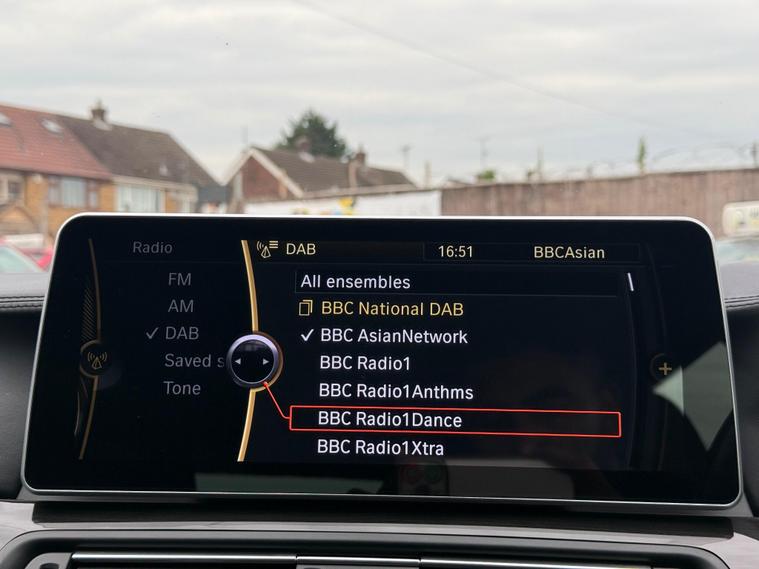 Radio
DAB 16:51 BBCAsian
FM
AM
DAB
Saved s
Tone
All ensembles
BBC National DAB
BBC AsianNetwork
BBC Radio1
BBC Radio1Anthms
BBC Radio1Dance
BBC Radio1Xtra